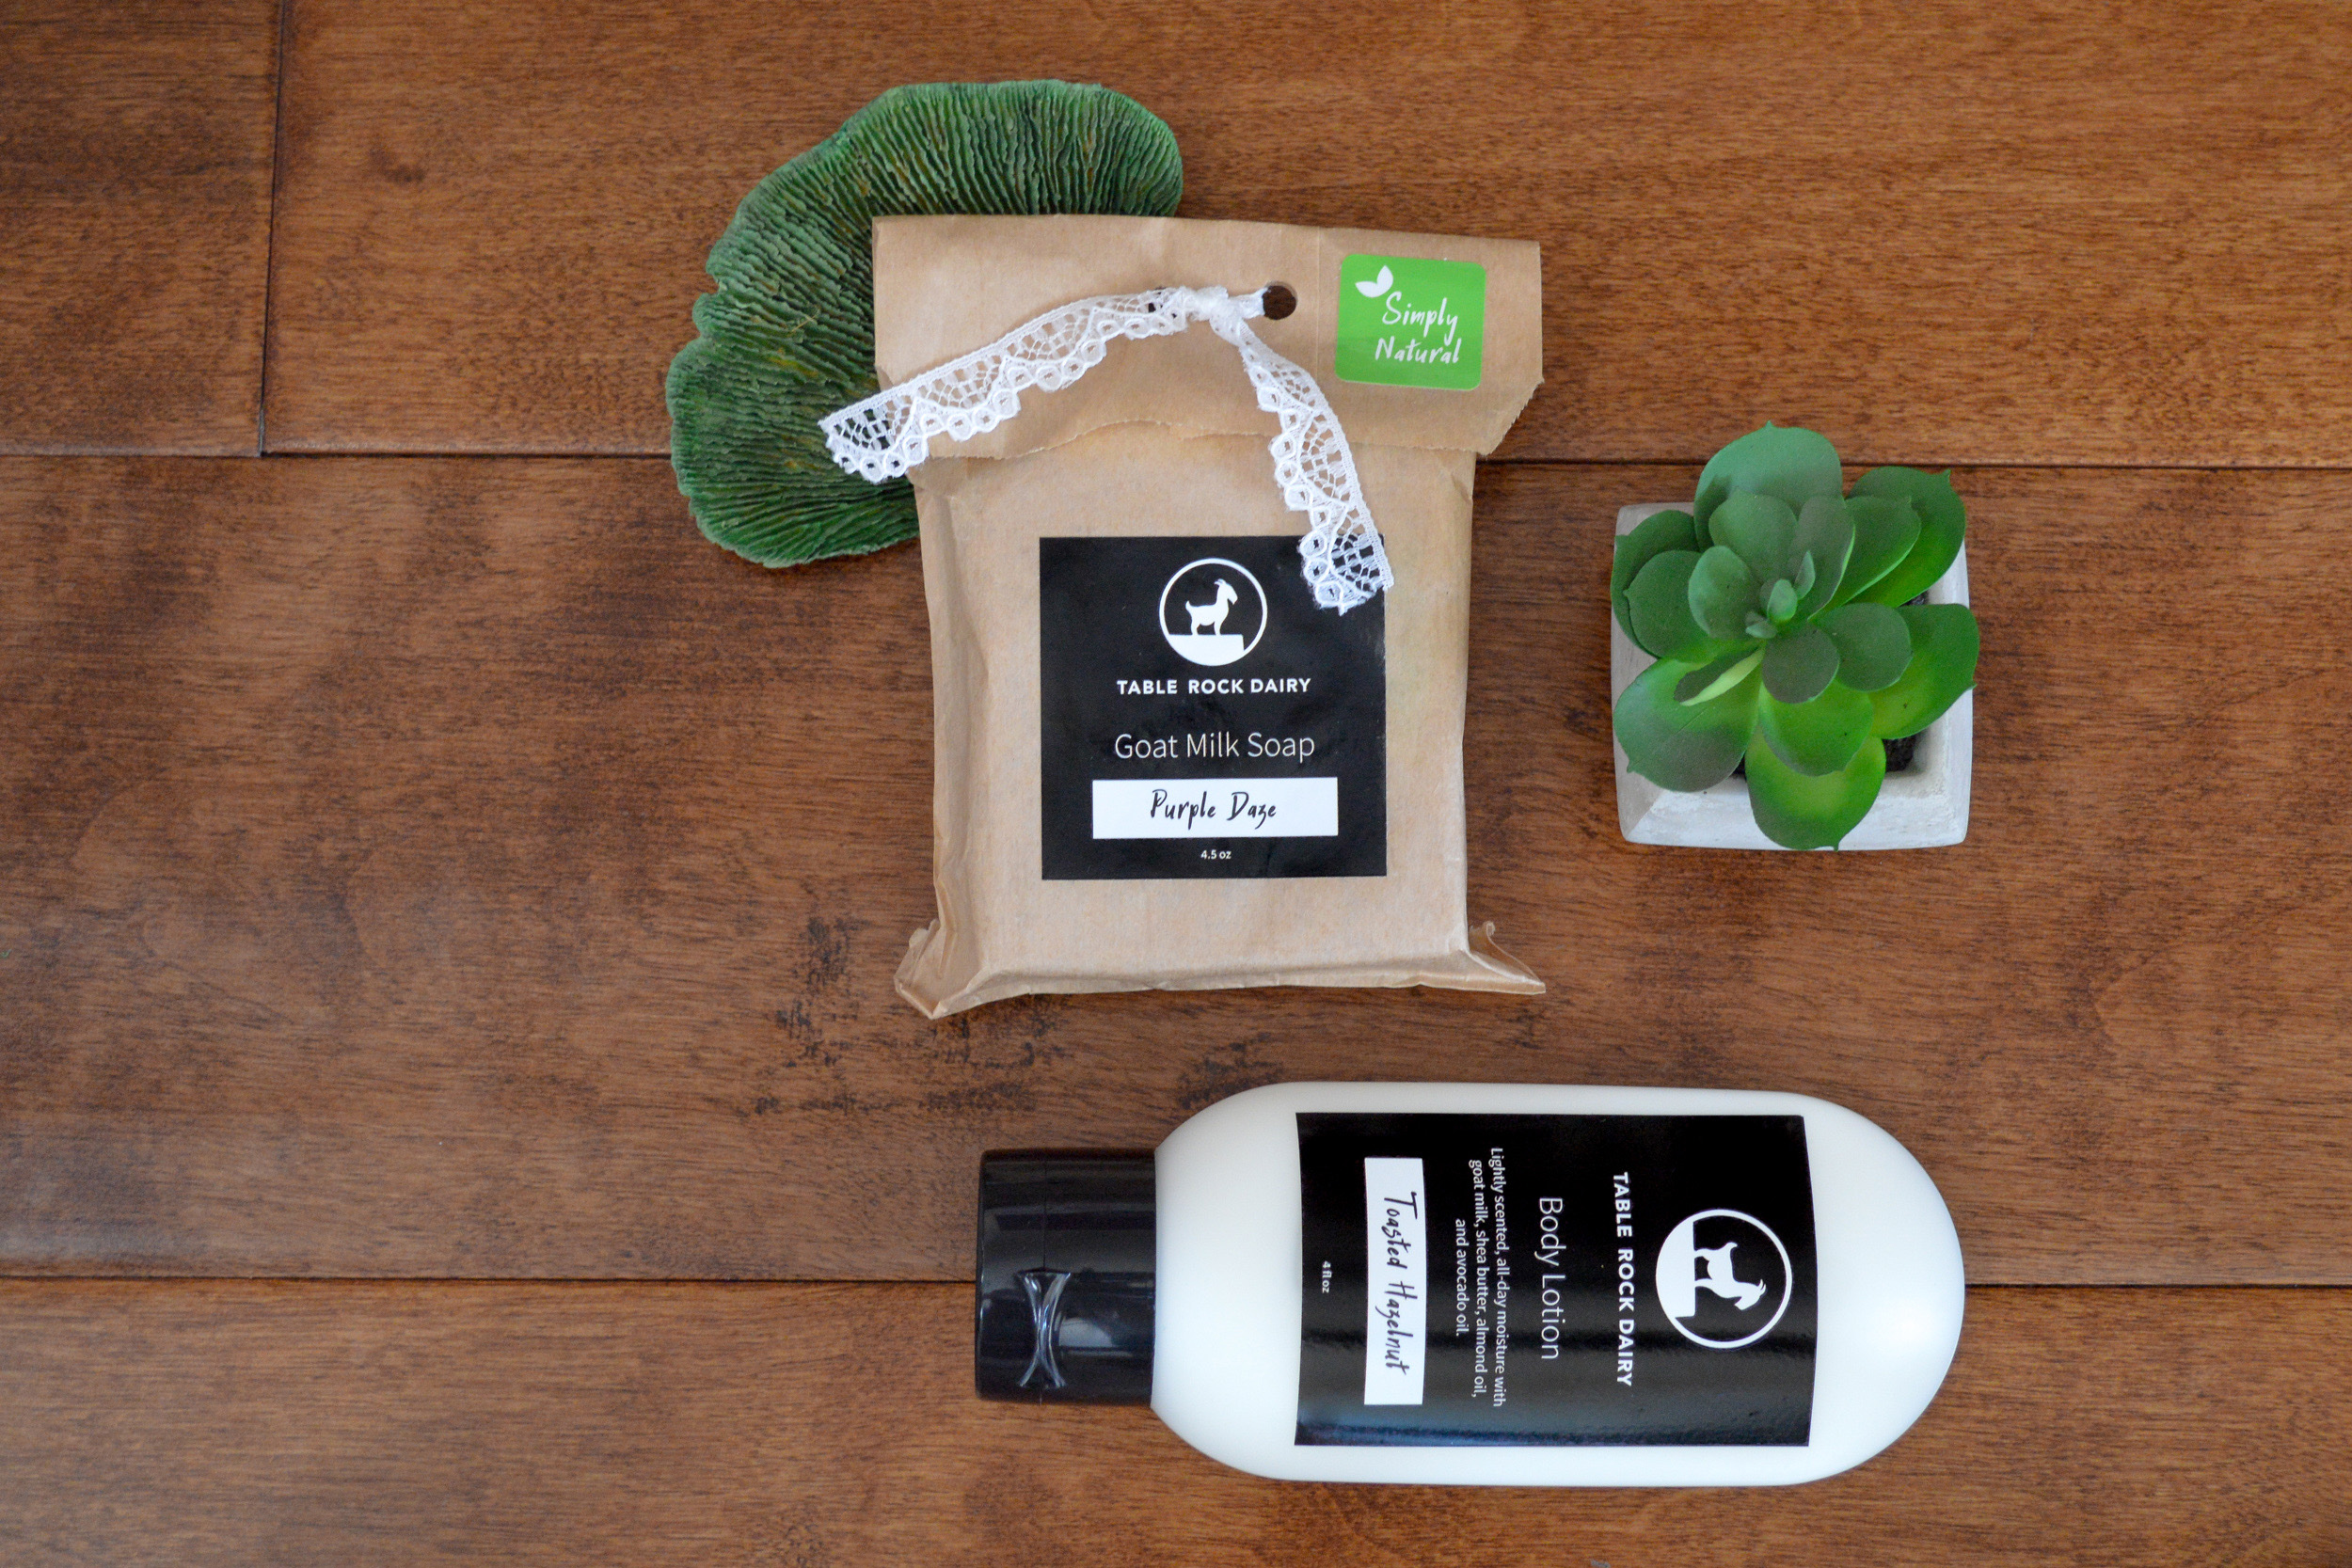 Simply
Natural
TABLE ROCK DAIRY
Goat Milk Soap
Purple Daze
4.5 oz
TABLE ROCK DAIRY
Body Lotion
Lightly scented, all-day moisture with
goat milk, shea butter, almond oil,
and avocado oil.
Toasted Hazelnut
4 fl oz